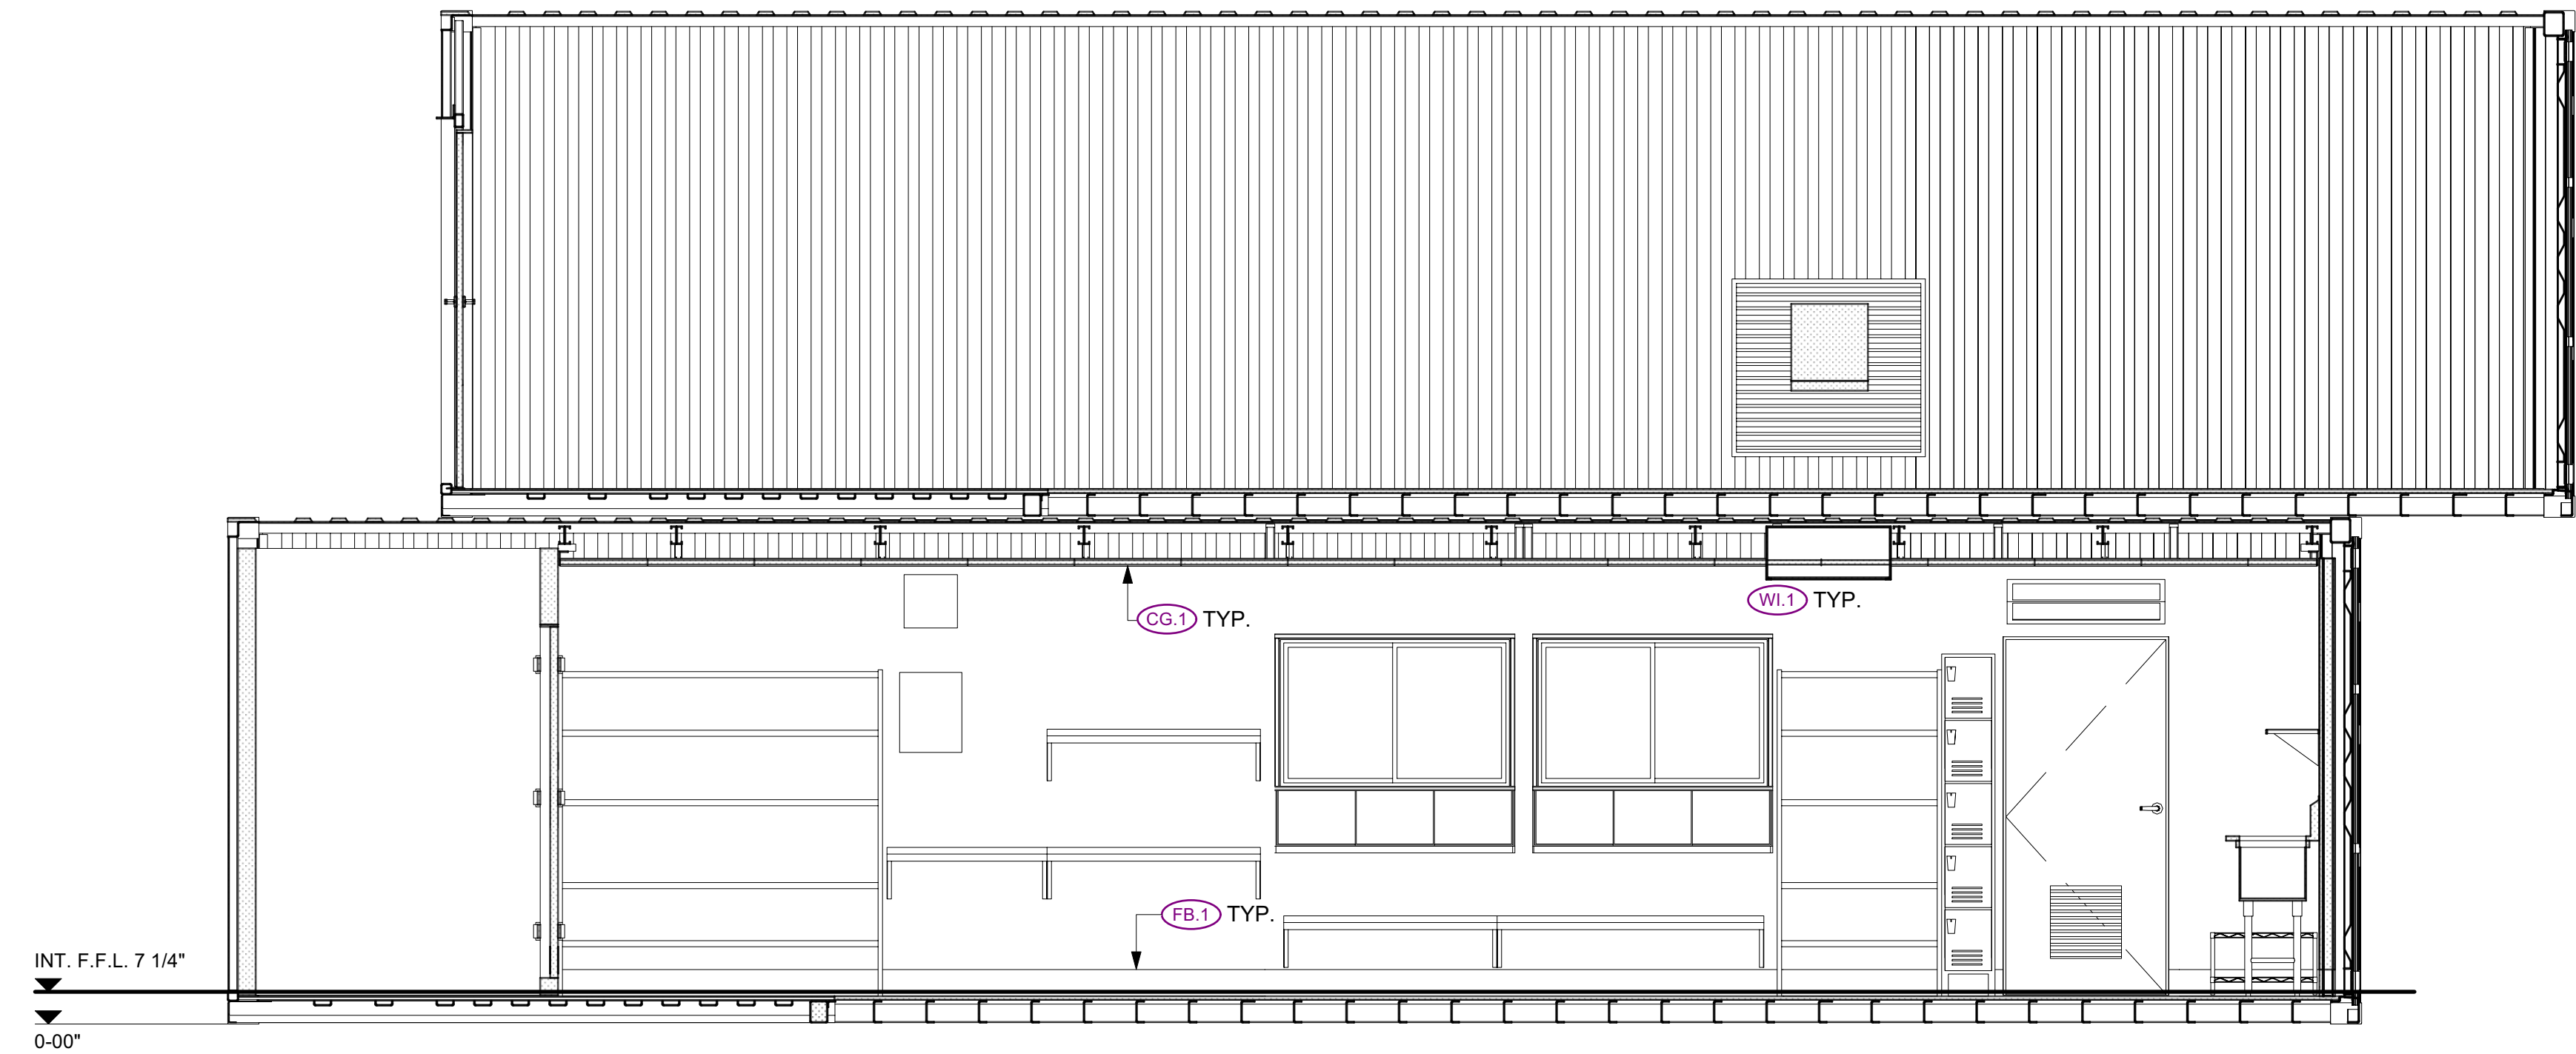 WI.1 TYP.
CG.1 TYP.
FB.1 TYP.
INT. F.F.L. 7 1/4"
0-00"